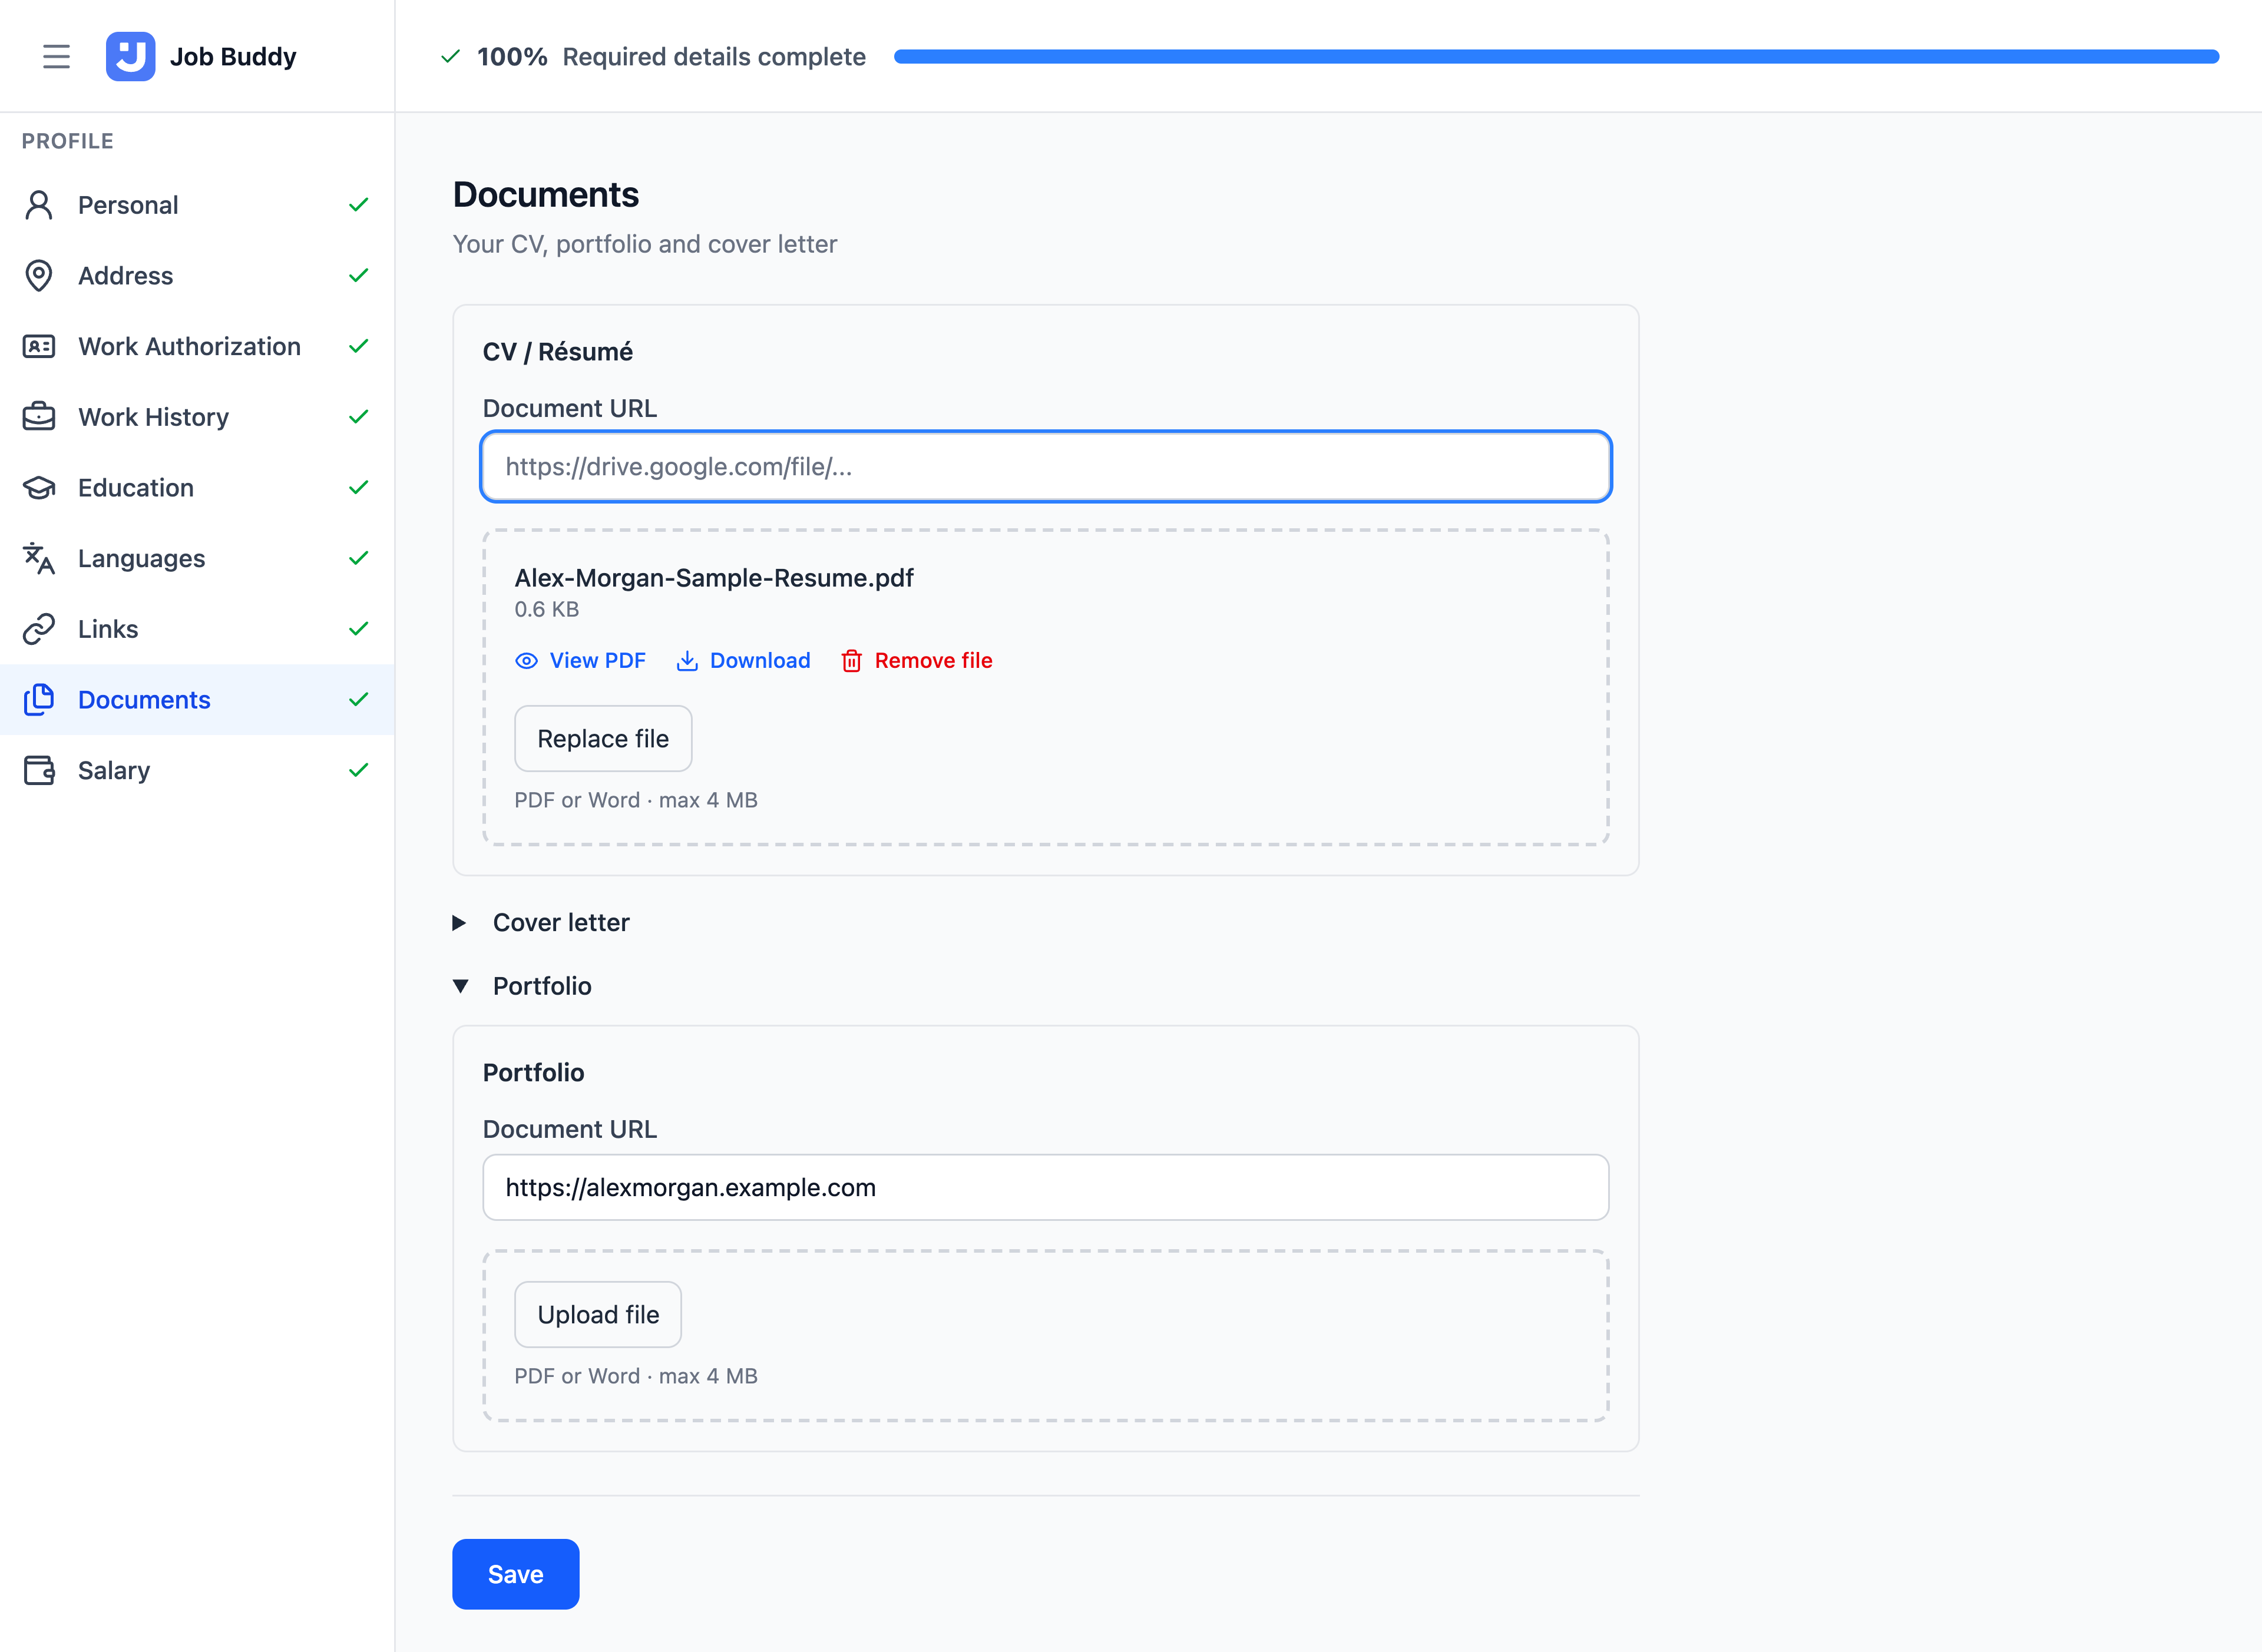 Job Buddy
100% Required details complete
PROFILE
Personal
Address
Work Authorization
Work History
Education
Languages
Links
Documents
Salary
Documents
Your CV, portfolio and cover letter
CV / Résumé
Document URL
https://drive.google.com/file/...
Alex-Morgan-Sample-Resume.pdf
0.6 KB
View PDF Download Remove file
Replace file
PDF or Word · max 4 MB
Cover letter
Portfolio
Portfolio
Document URL
https://alexmorgan.example.com
Upload file
PDF or Word · max 4 MB
Save